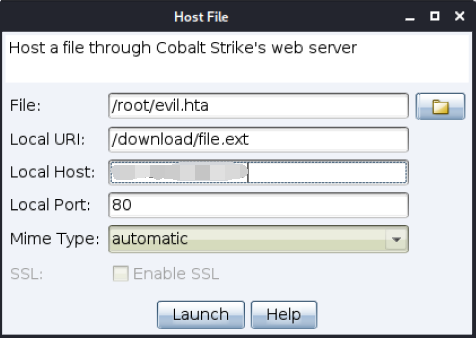 Host File
Host a file through Cobalt Strike's web server
File: /root/evil.hta
Local URI: /download/file.ext
Local Host:
Local Port: 80
Mime Type: automatic
SSL: Enable SSL
Launch Help